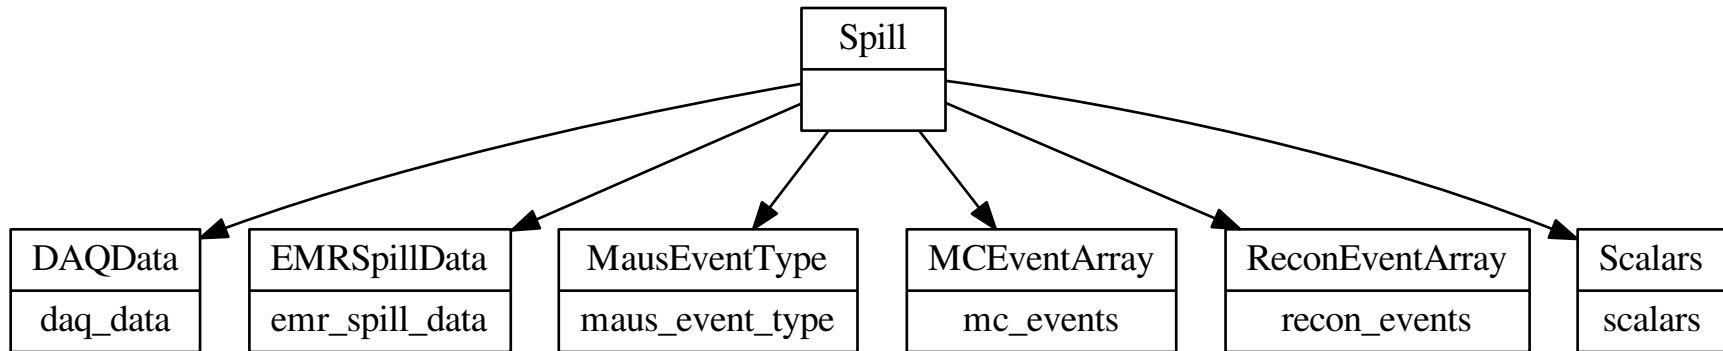 Spill
DAQData
daq_data
EMRSpillData
emr_spill_data
MausEventType
maus_event_type
MCEventArray
mc_events
ReconEventArray
recon_events
Scalars
scalars